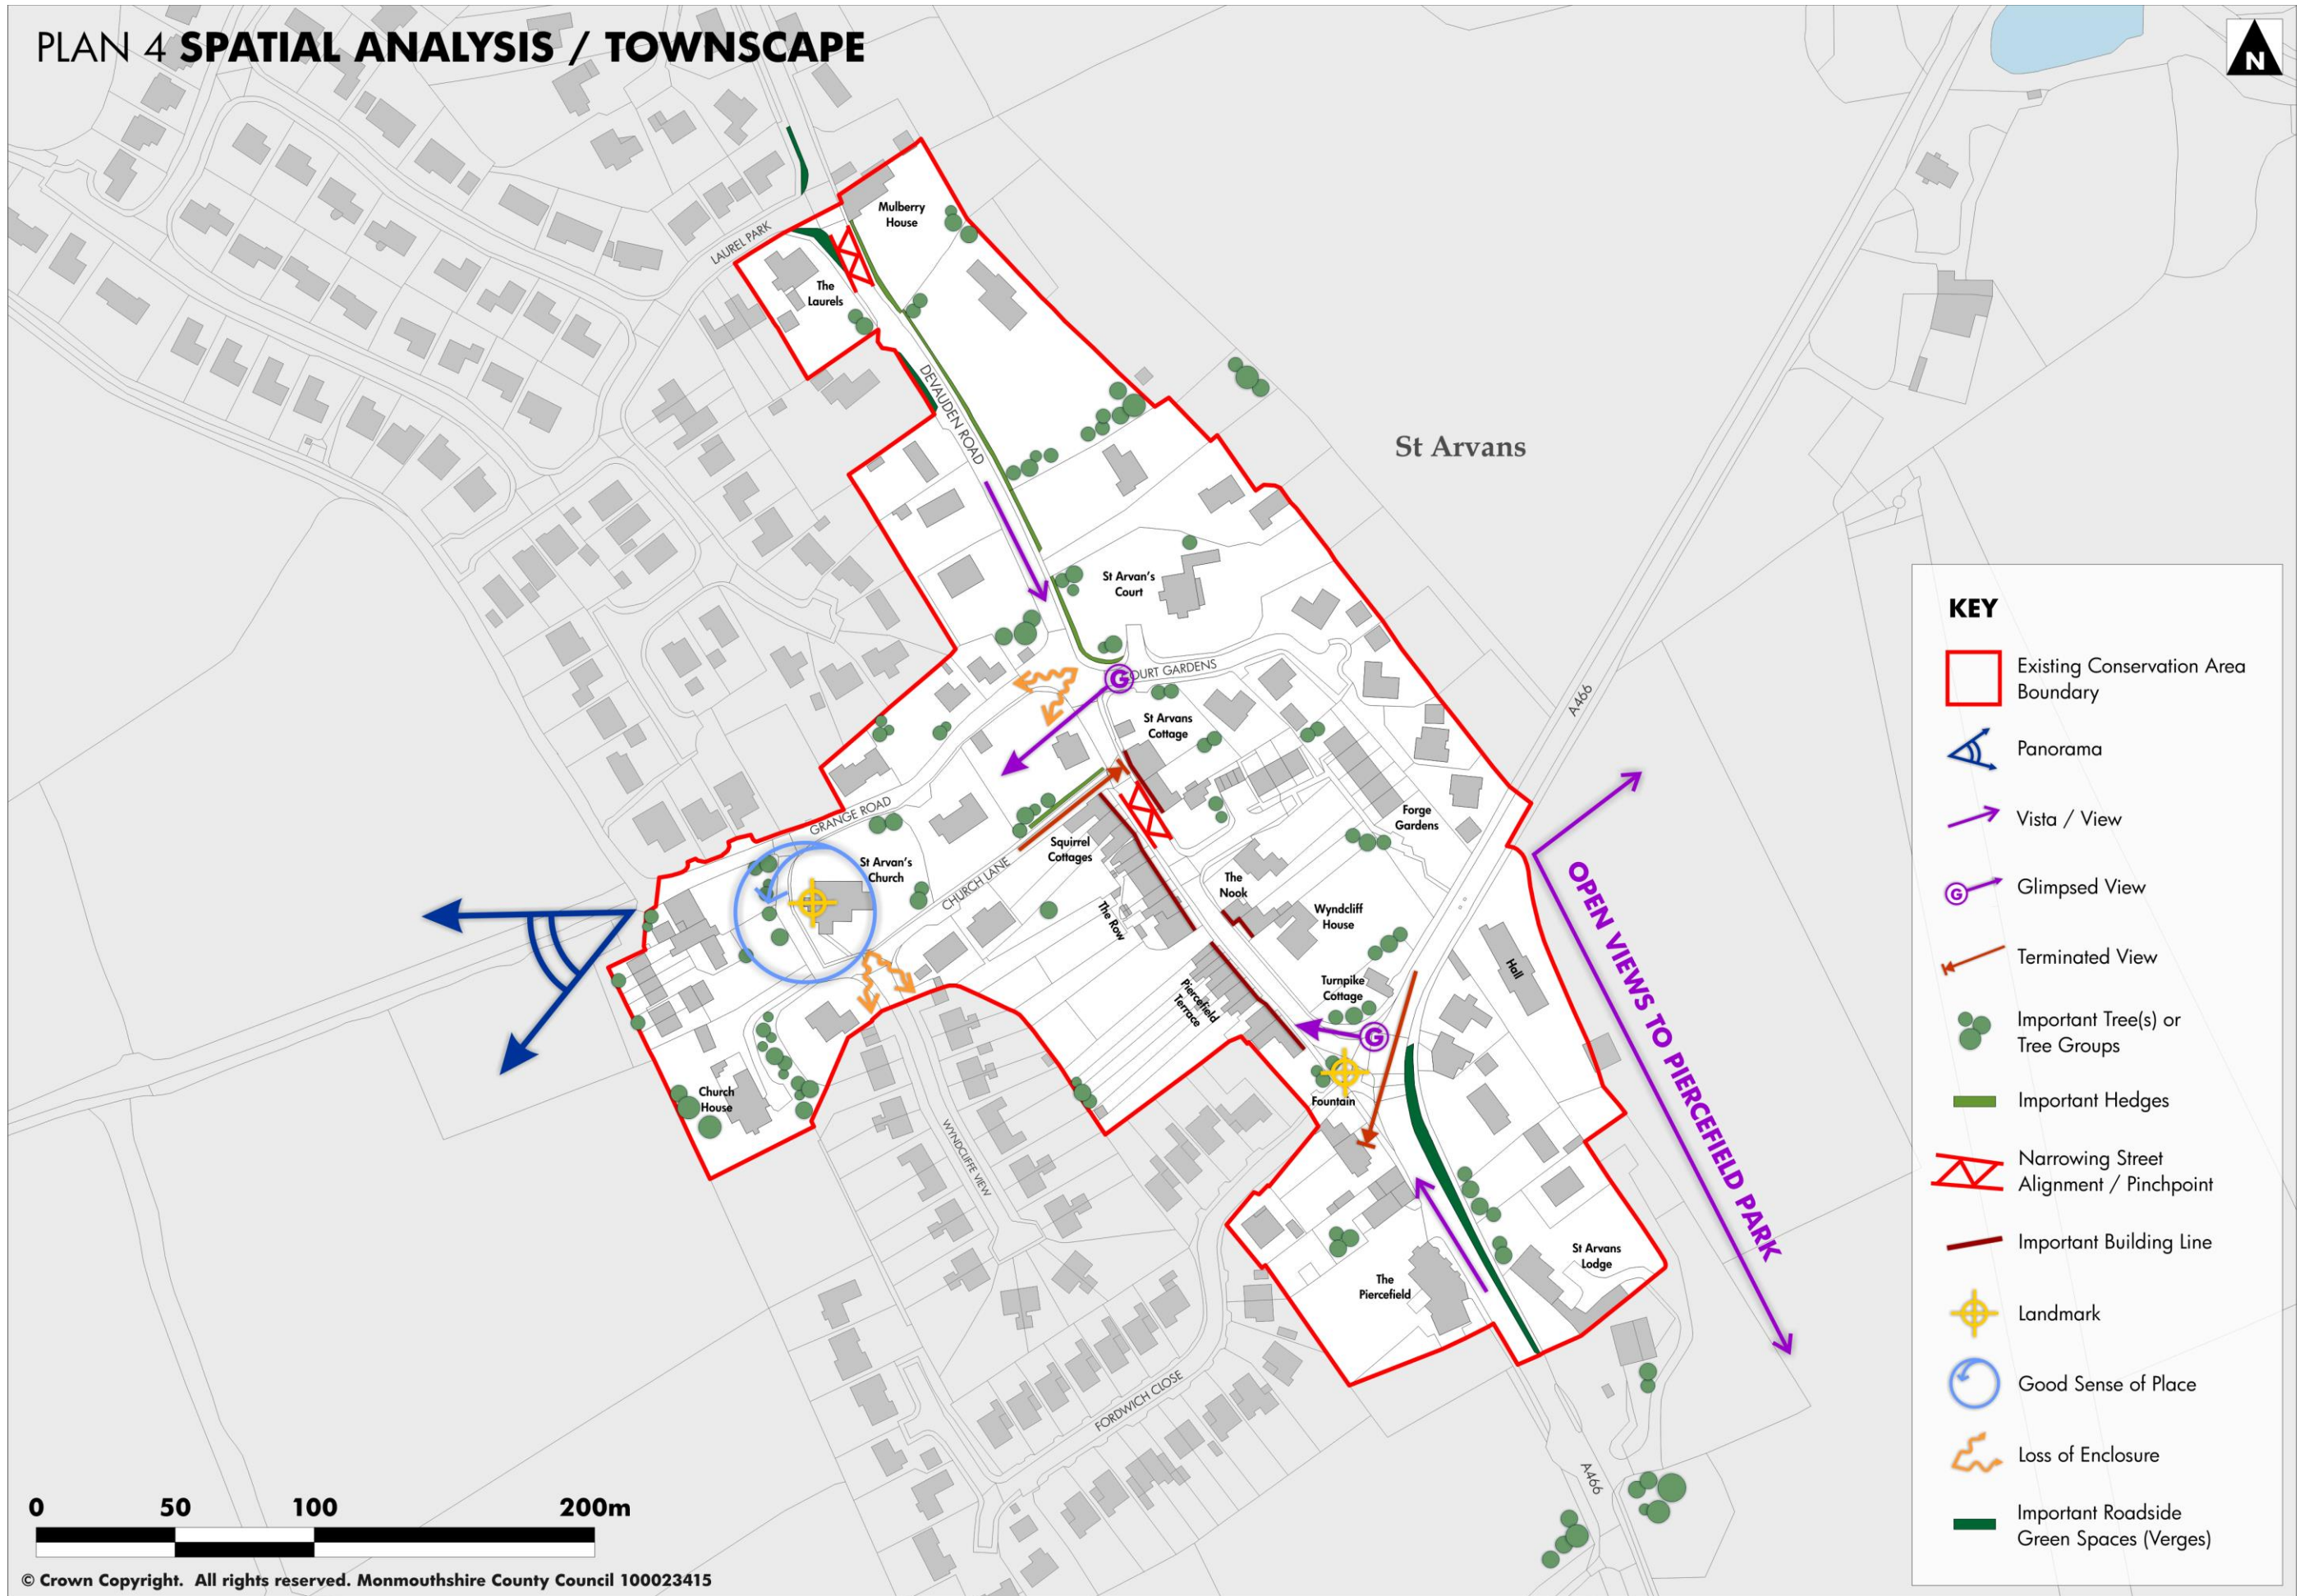 PLAN 4 SPATIAL ANALYSIS / TOWNSCAPE
N
Mulberry
House
LAUREL PARK
The
Laurels
DEVAUDEN ROAD
St Arvans
St Arvan's
Court
G
OURT GARDENS
A466
St Arvans
Cottage
GRANGE ROAD
Forge
Gardens
Squirrel
Cottages
St Arvan's
Church
CHURCH LANE
The
Nook
The Row
Wyndcliff
House
OPEN VIEWS TO PIERCEFIELD PARK
Hall
Turnpike
Cottage
Piercefield
Terrace
G
Fountain
Church
House
WYNDCLIFFE VIEW
St Arvans
Lodge
The
Piercefield
FORDWICH CLOSE
A466
KEY
Existing Conservation Area
Boundary
Panorama
Vista / View
G
Glimpsed View
Terminated View
Important Tree(s) or
Tree Groups
Important Hedges
Narrowing Street
Alignment / Pinchpoint
Important Building Line
Landmark
Good Sense of Place
Loss of Enclosure
Important Roadside
Green Spaces (Verges)
0 50 100 200m
© Crown Copyright. All rights reserved. Monmouthshire County Council 100023415